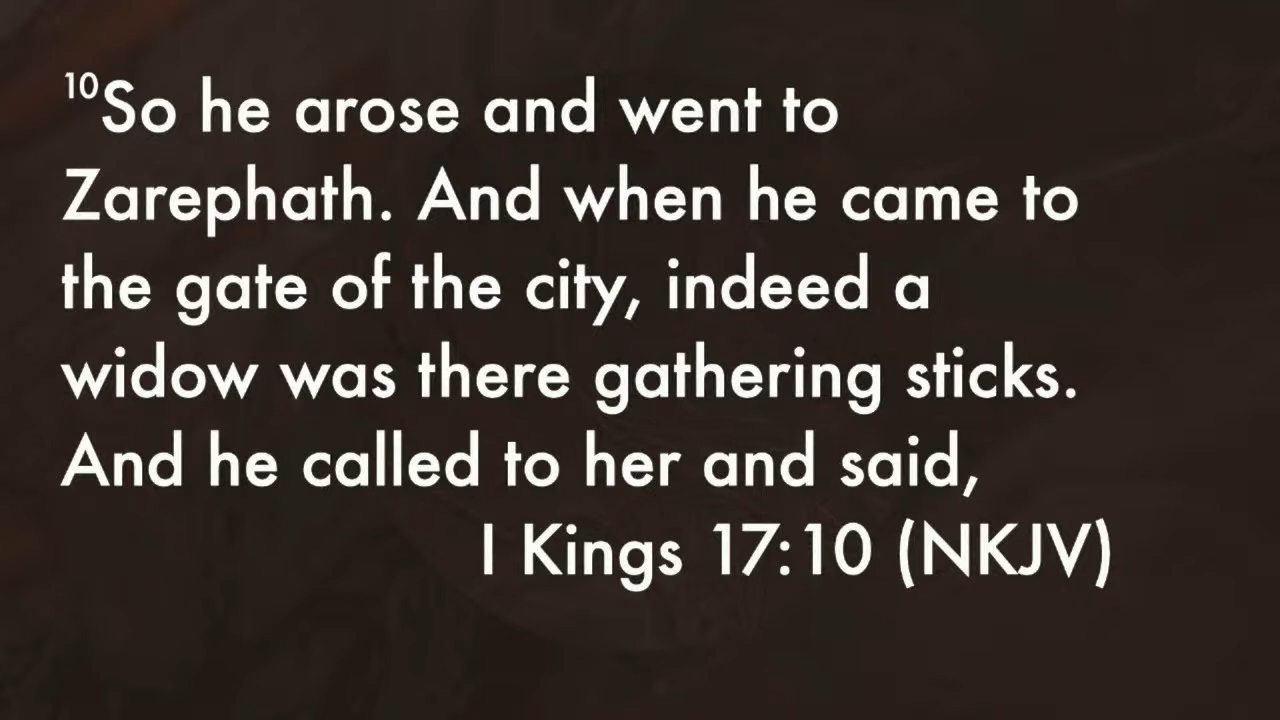 ¹⁰So he arose and went to
Zarephath. And when he came to
the gate of the city, indeed a
widow was there gathering sticks.
And he called to her and said,
I Kings 17:10 (NKJV)